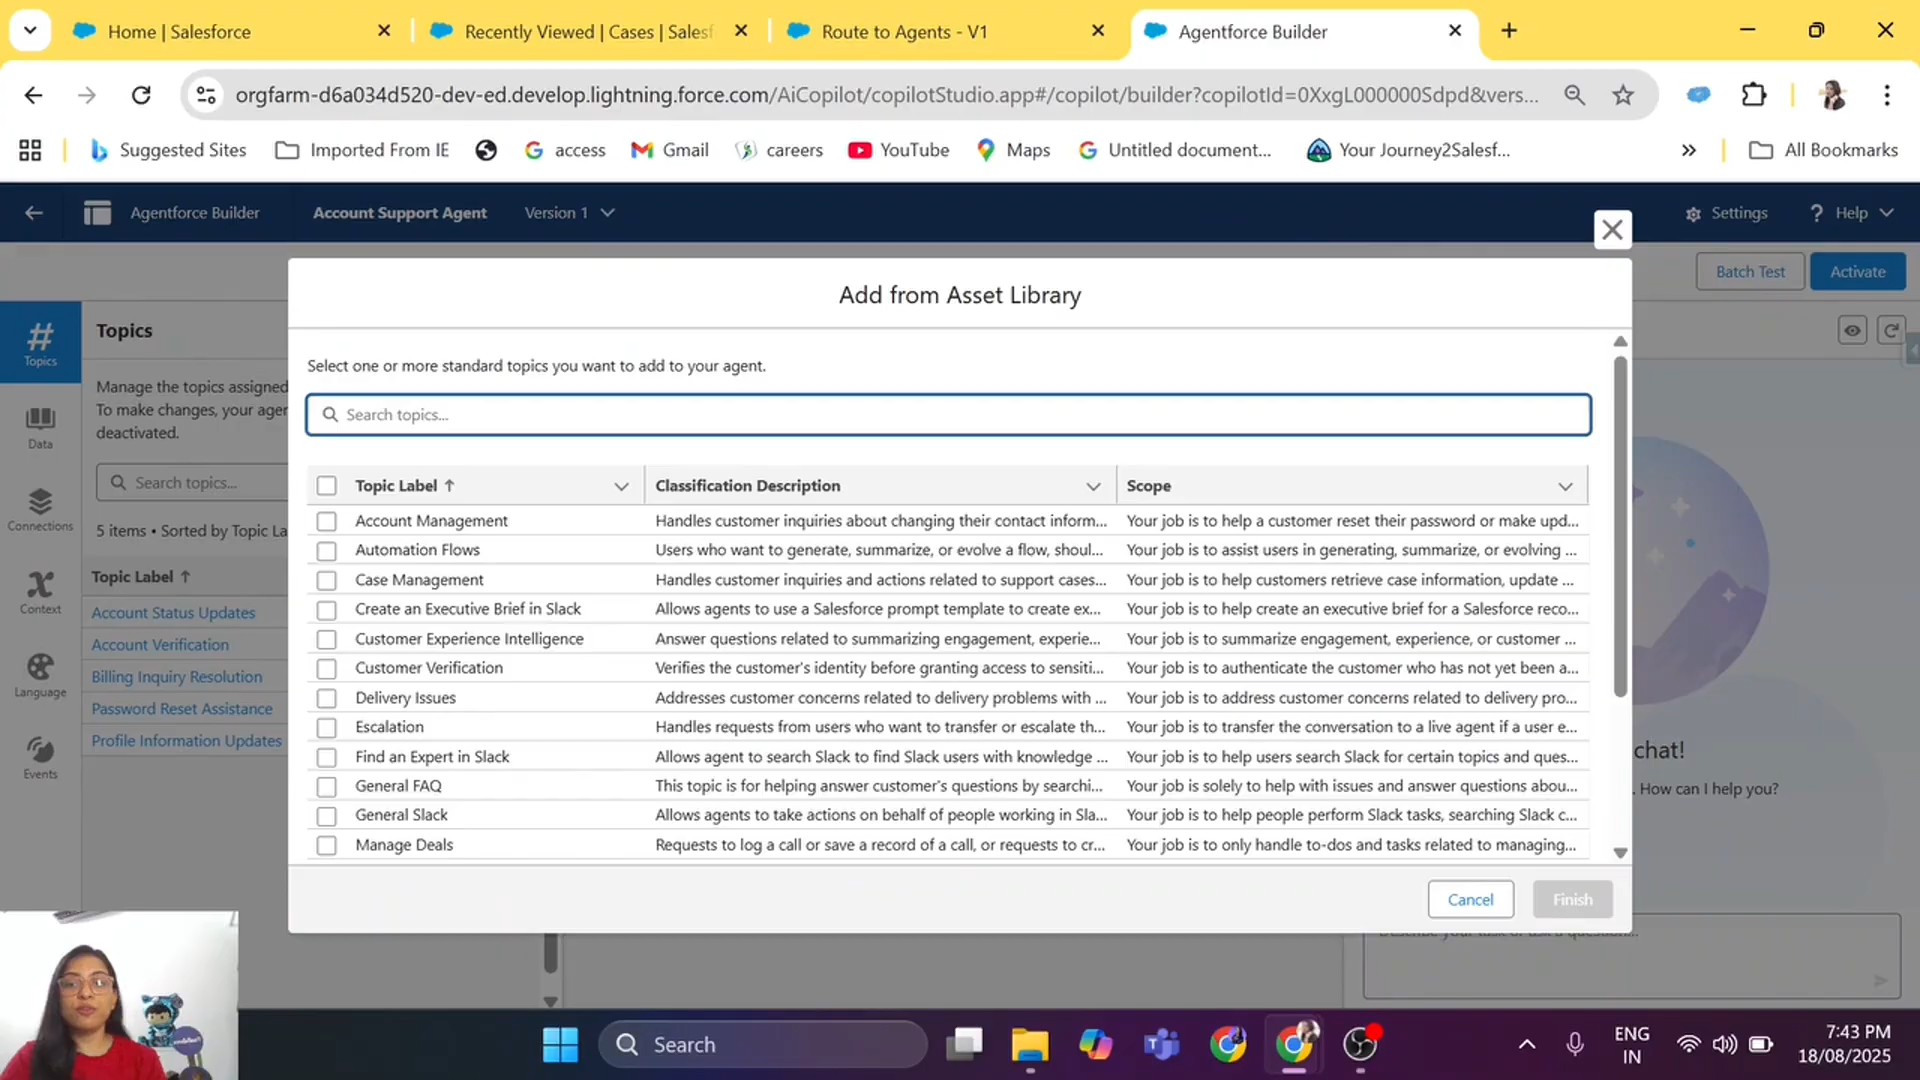 Home | Salesforce
Recently Viewed | Cases | Salesf
Route to Agents - V1
Agentforce Builder
orgfarm-d6a034d520-dev-ed.develop.lightning.force.com/AiCopilot/copilotStudio.app#/copilot/builder?copilotId=0XxgL000000Sdpd&vers...
Suggested Sites
Imported From IE
access
Gmail
careers
YouTube
Maps
Untitled document...
Your Journey2Salesf...
All Bookmarks
Agentforce Builder
Account Support Agent
Version 1
Settings
Help
Batch Test
Activate
Add from Asset Library
Select one or more standard topics you want to add to your agent.
Search topics...
Topic Label
Classification Description
Scope
Account Management
Handles customer inquiries about changing their contact inform...
Your job is to help a customer reset their password or make upd...
Automation Flows
Users who want to generate, summarize, or evolve a flow, shoul...
Your job is to assist users in generating, summarize, or evolving ...
Case Management
Handles customer inquiries and actions related to support cases...
Your job is to help customers retrieve case information, update ...
Create an Executive Brief in Slack
Allows agents to use a Salesforce prompt template to create ex...
Your job is to help create an executive brief for a Salesforce reco...
Customer Experience Intelligence
Answer questions related to summarizing engagement, experie...
Your job is to summarize engagement, experience, or customer ...
Customer Verification
Verifies the customer's identity before granting access to sensiti...
Your job is to authenticate the customer who has not yet been a...
Delivery Issues
Addresses customer concerns related to delivery problems with ...
Your job is to address customer concerns related to delivery pro...
Escalation
Handles requests from users who want to transfer or escalate th...
Your job is to transfer the conversation to a live agent if a user e...
Find an Expert in Slack
Allows agent to search Slack to find Slack users with knowledge ...
Your job is to help users search Slack for certain topics and ques...
General FAQ
This topic is for helping answer customer's questions by searchi...
Your job is solely to help with issues and answer questions abou...
General Slack
Allows agents to take actions on behalf of people working in Sla...
Your job is to help people perform Slack tasks, searching Slack c...
Manage Deals
Requests to log a call or save a record of a call, or requests to cr...
Your job is to only handle to-dos and tasks related to managing...
Cancel
Finish
Topics
Data
Connections
Context
Language
Events
Topics
Manage the topics assigned
To make changes, your agen
deactivated.
Search topics...
5 items • Sorted by Topic La
Topic Label
Account Status Updates
Account Verification
Billing Inquiry Resolution
Password Reset Assistance
Profile Information Updates
chat!
. How can I help you?
Search
ENG
IN
7:43 PM
18/08/2025